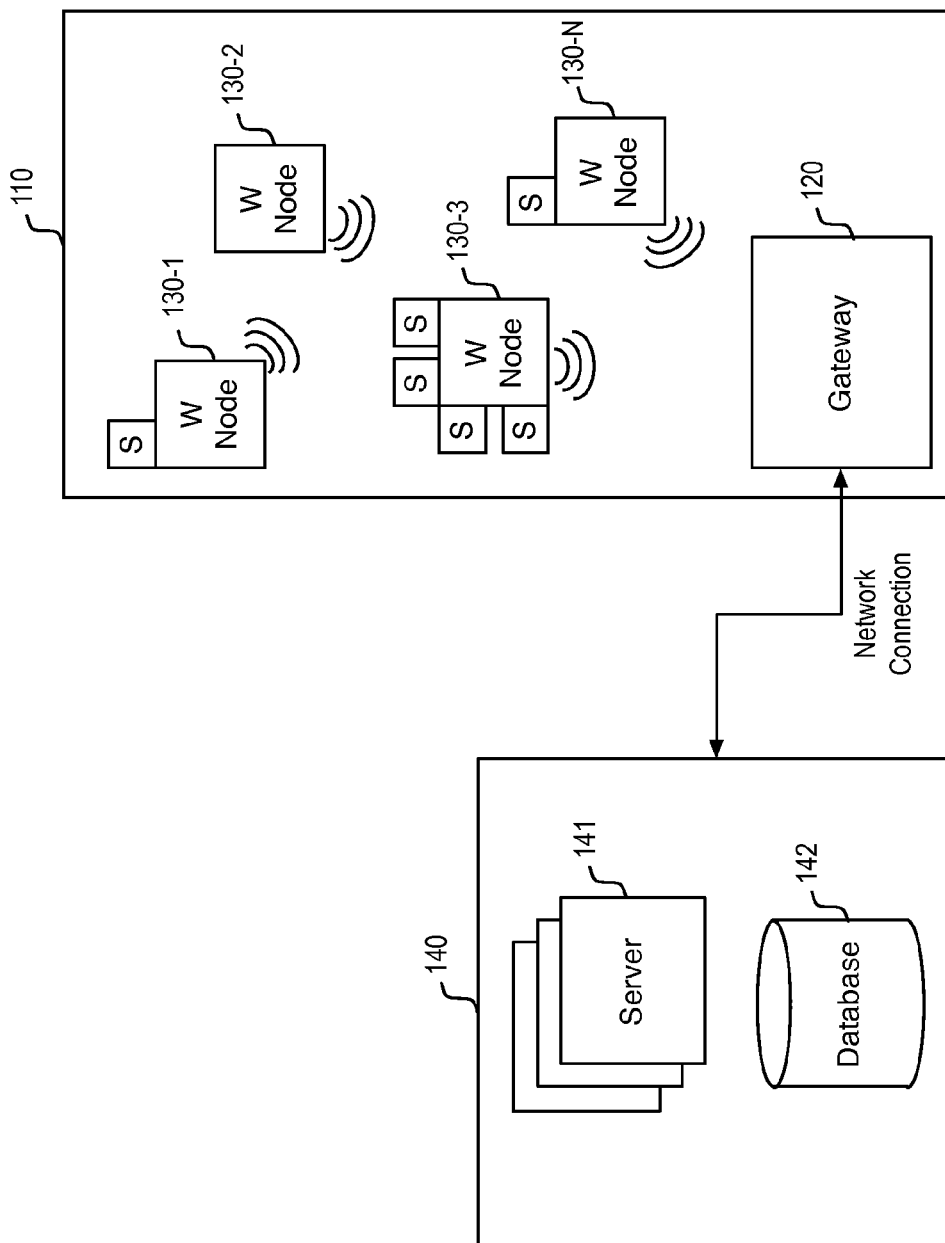 110
S
130-1
W
Node
130-2
W
Node
S
S
130-3
S
S
W
Node
S
130-N
W
Node
120
Gateway
Network
Connection
140
141
Server
142
Database